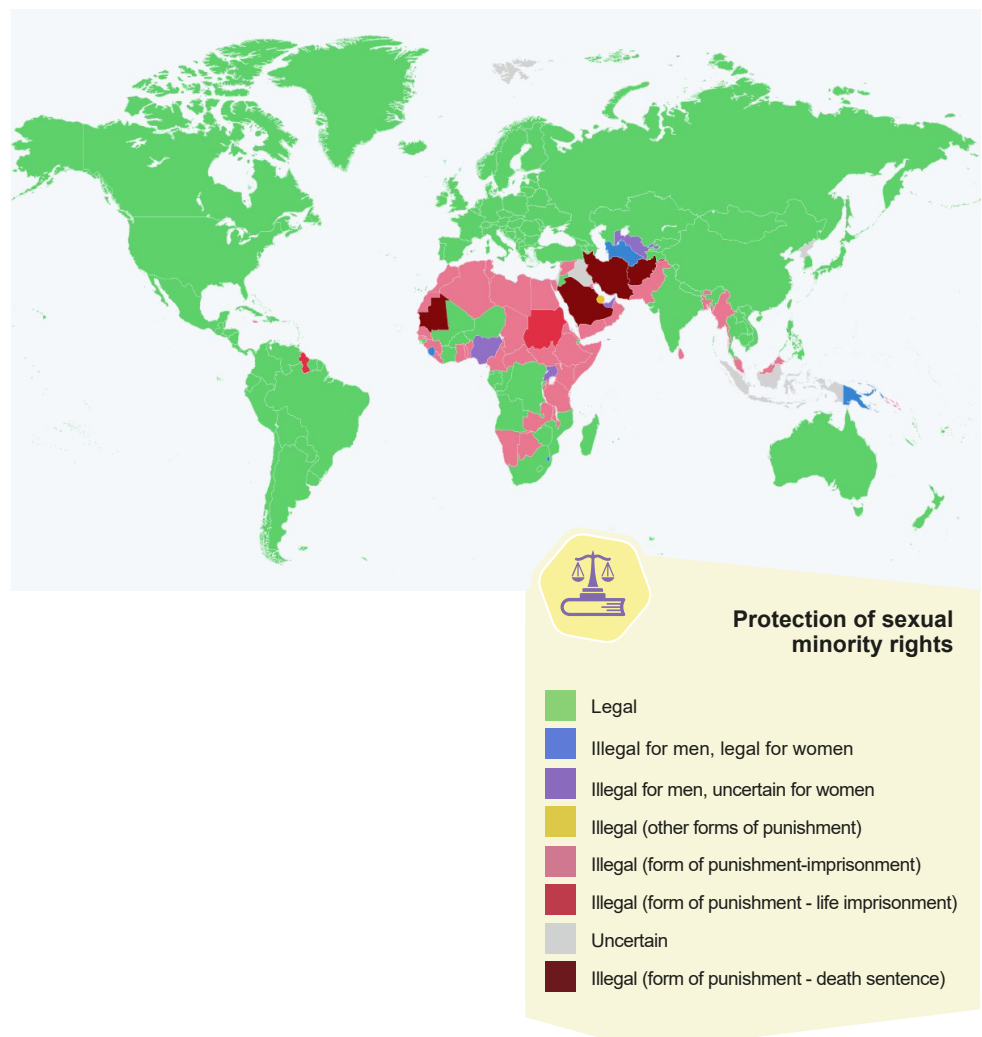 Protection of sexual
minority rights
Legal
Illegal for men, legal for women
Illegal for men, uncertain for women
Illegal (other forms of punishment)
Illegal (form of punishment-imprisonment)
Illegal (form of punishment - life imprisonment)
Uncertain
Illegal (form of punishment - death sentence)